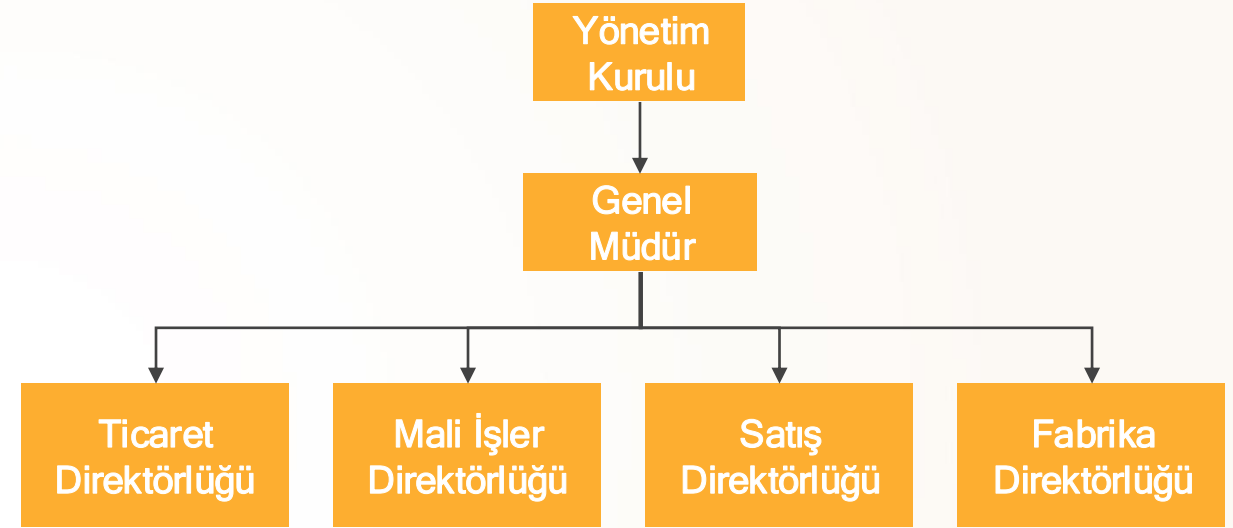 Yönetim
Kurulu
Genel
Müdür
Ticaret
Direktörlüğü
Mali İşler
Direktörlüğü
Satış
Direktörlüğü
Fabrika
Direktörlüğü